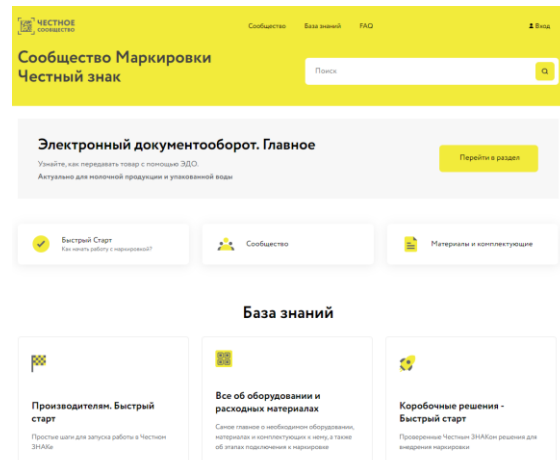 ЧЕСТНОЕ
СООБЩЕСТВО
Сообщество База знаний FAQ
Вход
Сообщество Маркировки
Честный знак
Поиск
Электронный документооборот. Главное
Узнайте, как передавать товар с помощью ЭДО.
Актуально для молочной продукции и упакованной воды
Перейти в раздел
Быстрый Старт
Как начать работу с маркировкой?
Сообщество
Материалы и комплектующие
База знаний
Производителям. Быстрый
старт
Простые шаги для запуска работы в Честном
ЗНАКе
Все об оборудовании и
расходных материалах
Самое главное о необходимом оборудовании,
материалах и комплектующих к нему, а также
об этапах подключения к маркировке
Коробочные решения -
Быстрый старт
Проверенные Честным ЗНАКом решения для
внедрения маркировки